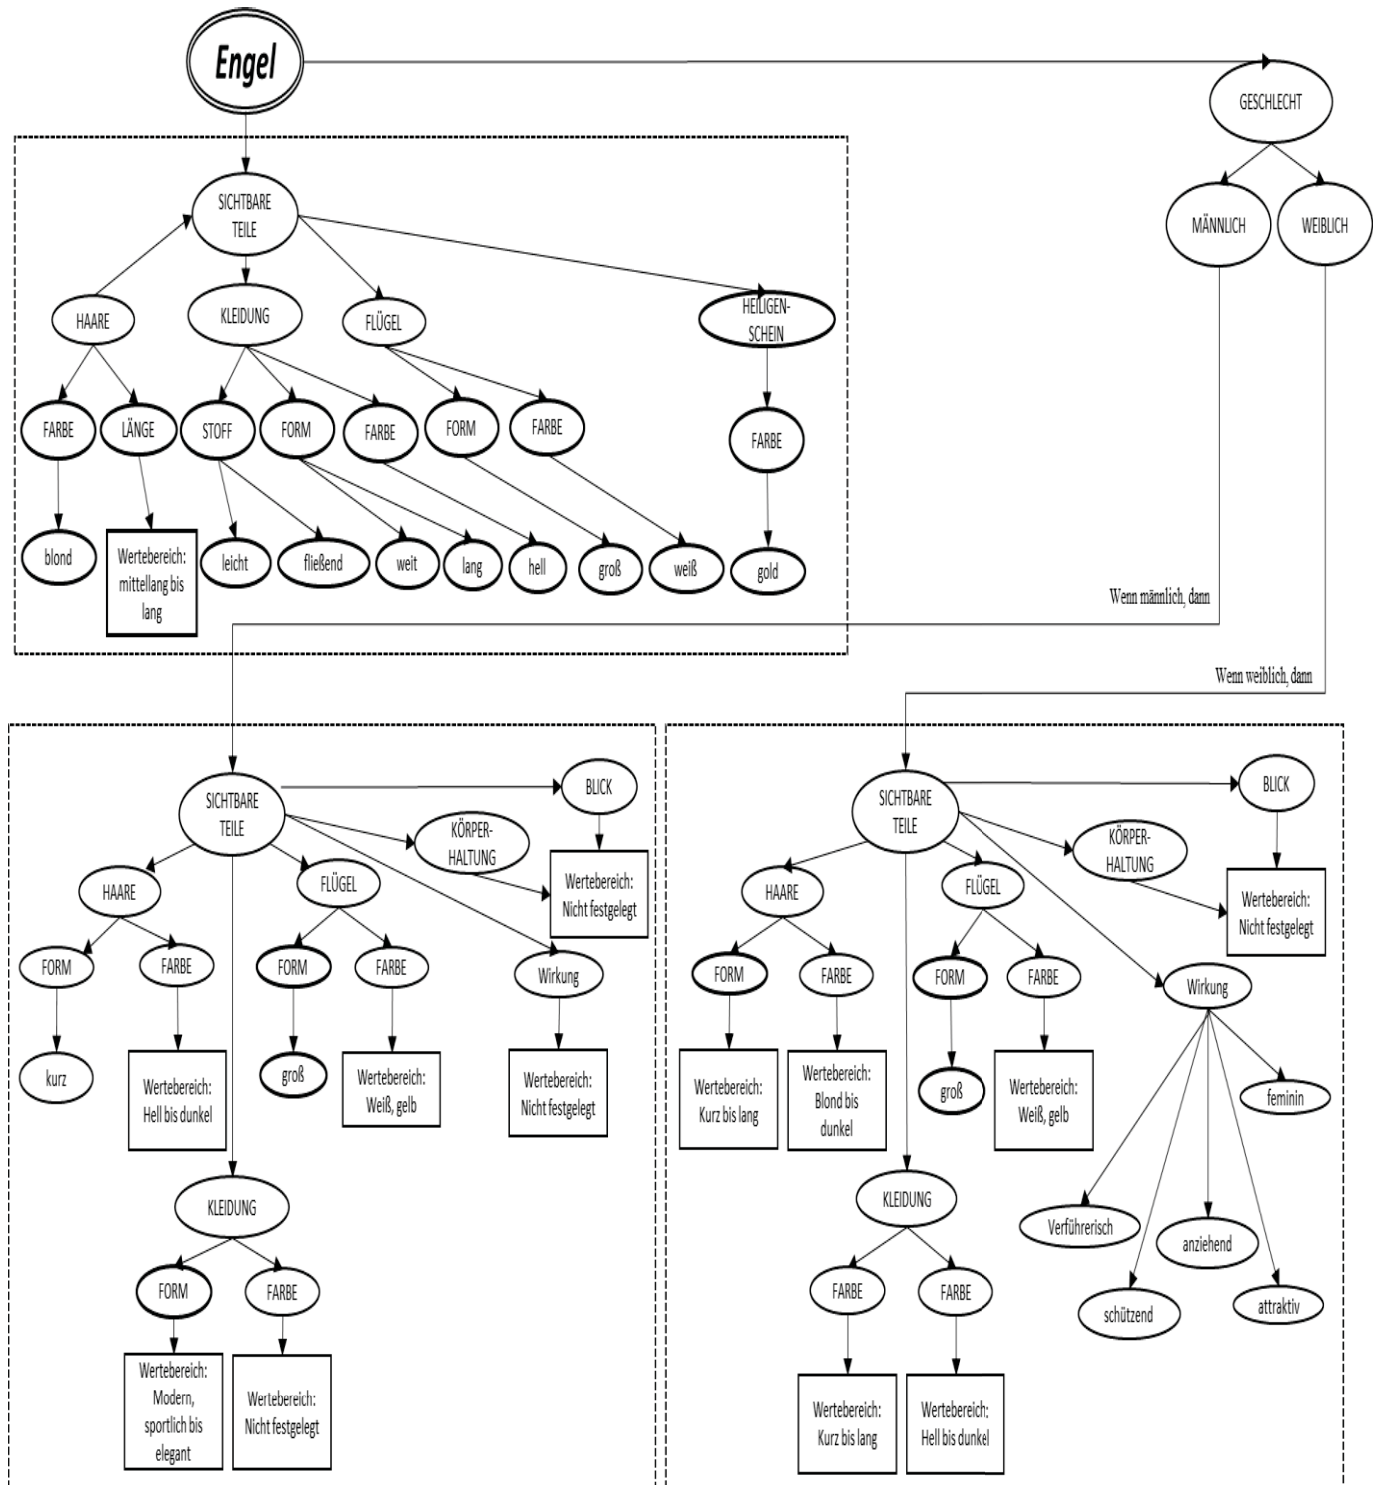 Engel
GESCHLECHT
MÄNNLICH
WEIBLICH
SICHTBARE
TEILE
HAARE
KLEIDUNG
FLÜGEL
HEILIGEN-
SCHEIN
FARBE
LÄNGE
STOFF
FORM
FARBE
FORM
FARBE
FARBE
blond
Wertebereich:
mittellang bis
lang
leicht
fließend
weit
lang
hell
groß
weiß
gold
Wenn männlich, dann
Wenn weiblich, dann
SICHTBARE
TEILE
BLICK
KÖRPER-
HALTUNG
Wertebereich:
Nicht festgelegt
HAARE
FLÜGEL
FORM
FARBE
FORM
FARBE
Wirkung
kurz
Wertebereich:
Hell bis dunkel
groß
Wertebereich:
Weiß, gelb
Wertebereich:
Nicht festgelegt
KLEIDUNG
FORM
FARBE
Wertebereich:
Modern,
sportlich bis
elegant
Wertebereich:
Nicht festgelegt
SICHTBARE
TEILE
BLICK
KÖRPER-
HALTUNG
Wertebereich:
Nicht festgelegt
HAARE
FLÜGEL
FORM
FARBE
FORM
FARBE
Wirkung
Wertebereich:
Kurz bis lang
Wertebereich:
Blond bis
dunkel
groß
Wertebereich:
Weiß, gelb
feminin
Verführerisch
anziehend
schützend
attraktiv
KLEIDUNG
FARBE
FARBE
Wertebereich:
Kurz bis lang
Wertebereich:
Hell bis dunkel